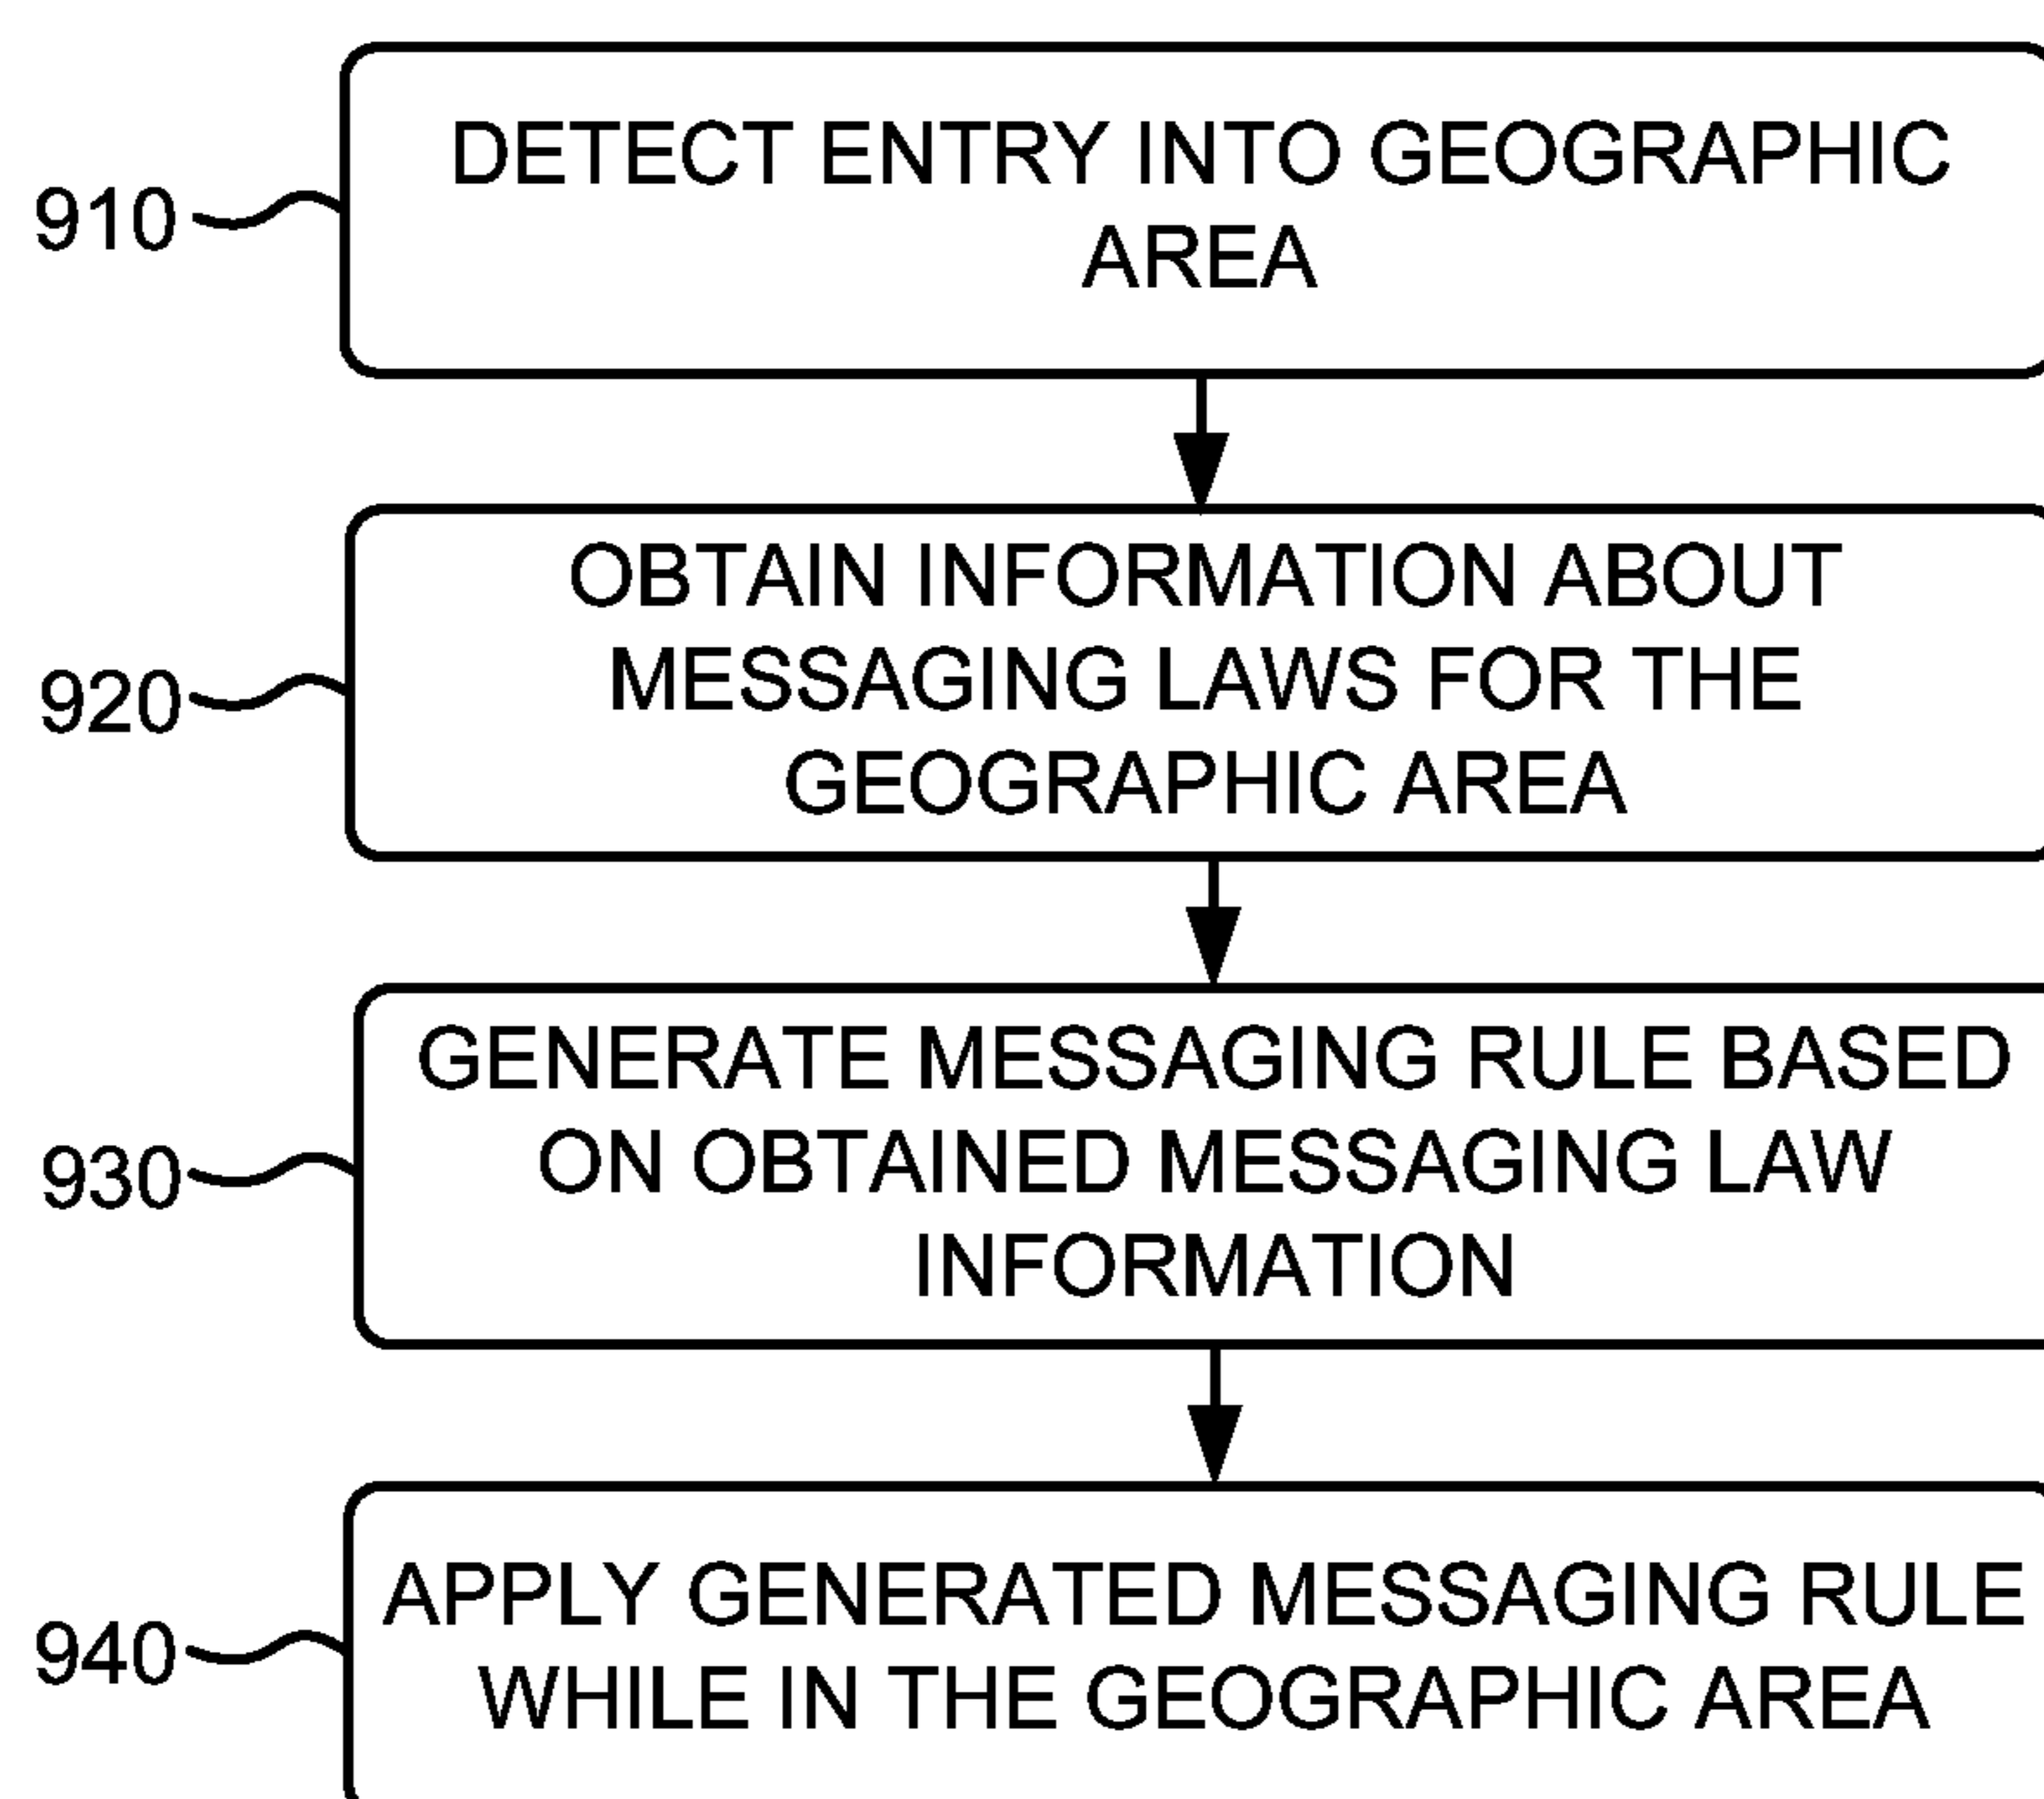 DETECT ENTRY INTO GEOGRAPHIC
AREA
910
OBTAIN INFORMATION ABOUT
MESSAGING LAWS FOR THE
GEOGRAPHIC AREA
920
GENERATE MESSAGING RULE BASED
ON OBTAINED MESSAGING LAW
INFORMATION
930
APPLY GENERATED MESSAGING RULE
WHILE IN THE GEOGRAPHIC AREA
940